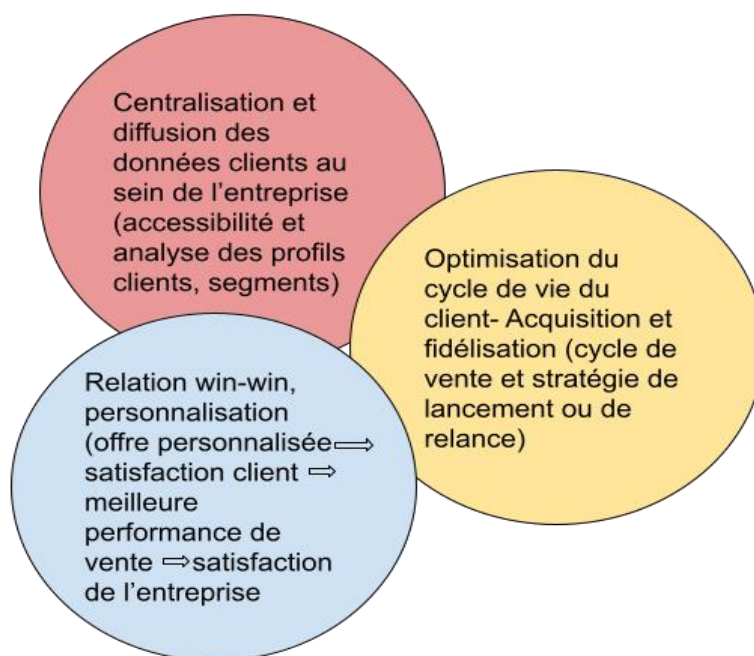 Centralisation et
diffusion des
données clients au
sein de l'entreprise
(accessibilité et
analyse des profils
clients, segments)
Optimisation du
cycle de vie du
client- Acquisition et
fidélisation (cycle de
vente et stratégie de
lancement ou de
relance)
Relation win-win,
personnalisation
(offre personnalisée⇨
satisfaction client ⇨
meilleure
performance de
vente ⇨satisfaction
de l'entreprise